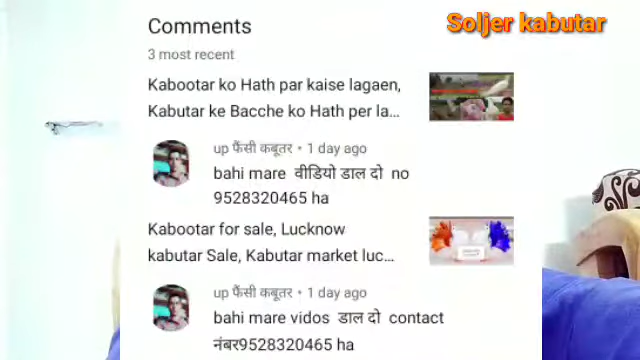 Soljer kabutar
Comments
3 most recent
Kabootar ko Hath par kaise lagaen,
Kabutar ke Bacche ko Hath per la...
up फैंसी कबूतर • 1 day ago
bahi mare वीडियो डाल दो no
9528320465 ha
Kabootar for sale, Lucknow
kabutar Sale, Kabutar market luc...
up फैंसी कबूतर • 1 day ago
bahi mare vidos डाल दो contact
नंबर9528320465 ha